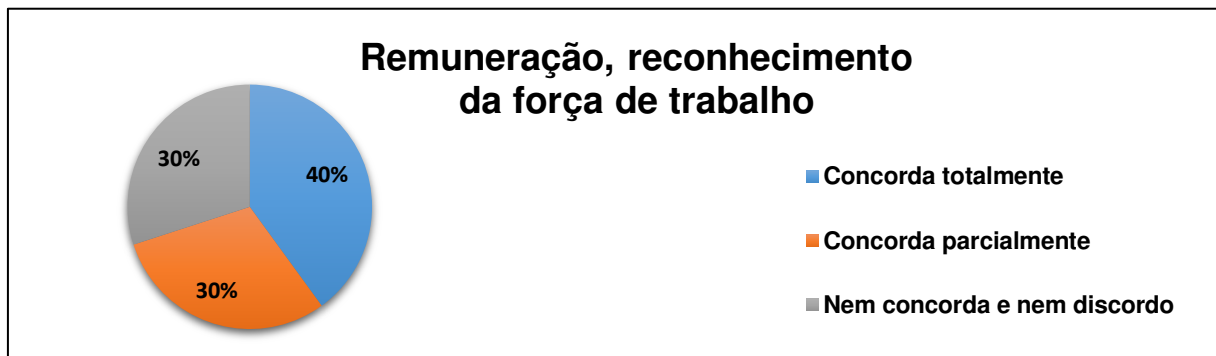 Remuneração, reconhecimento
da força de trabalho
30%
40%
30%
Concorda totalmente
Concorda parcialmente
Nem concorda e nem discordo